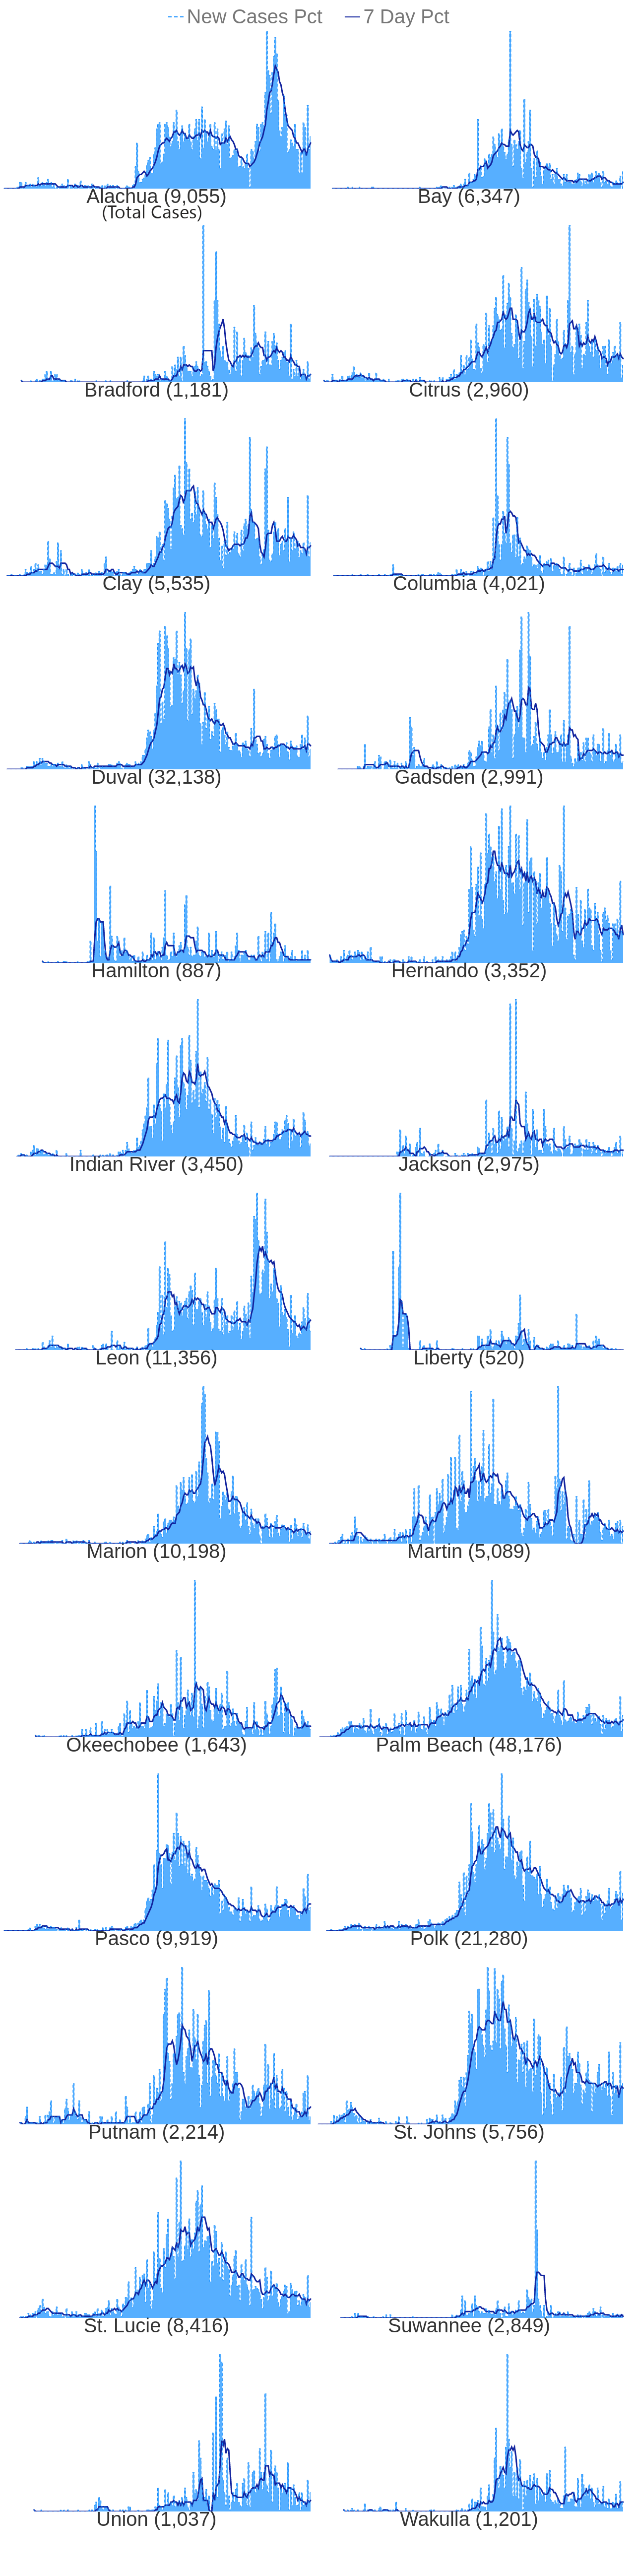 New Cases Pct 7 Day Pct
Alachua (9,055) Bay (6,347)
(Total Cases)
Bradford (1,181) Citrus (2,960)
Clay (5,535) Columbia (4,021)
Duval (32,138) Gadsden (2,991)
Hamilton (887) Hernando (3,352)
Indian River (3,450) Jackson (2,975)
Leon (11,356) Liberty (520)
Marion (10,198) Martin (5,089)
Okeechobee (1,643) Palm Beach (48,176)
Pasco (9,919) Polk (21,280)
Putnam (2,214) St. Johns (5,756)
St. Lucie (8,416) Suwannee (2,849)
Union (1,037) Wakulla (1,201)